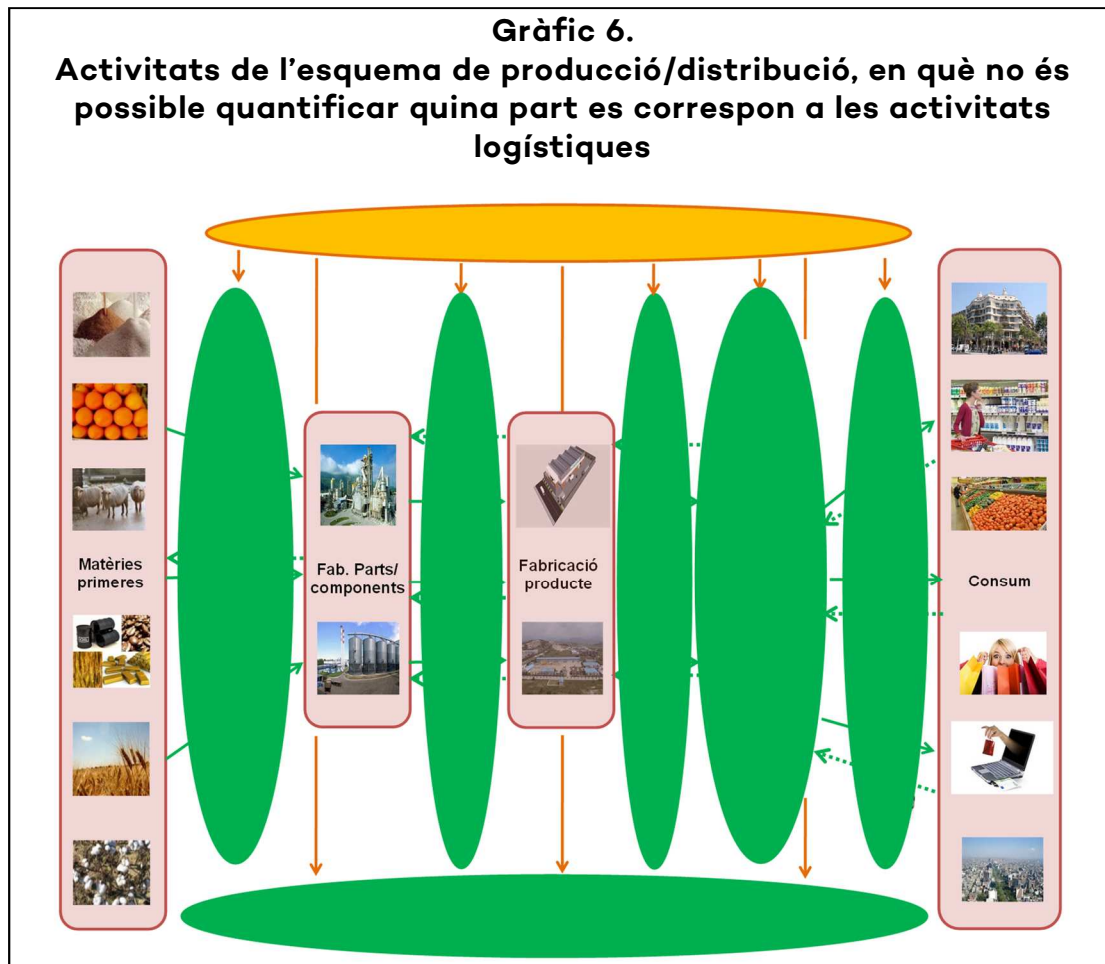 Gràfic 6.
Activitats de l’esquema de producció/distribució, en què no és
possible quantificar quina part es correspon a les activitats
logístiques
Matèries
primeres
Fab. Parts/
components
Fabricació
producte
Consum